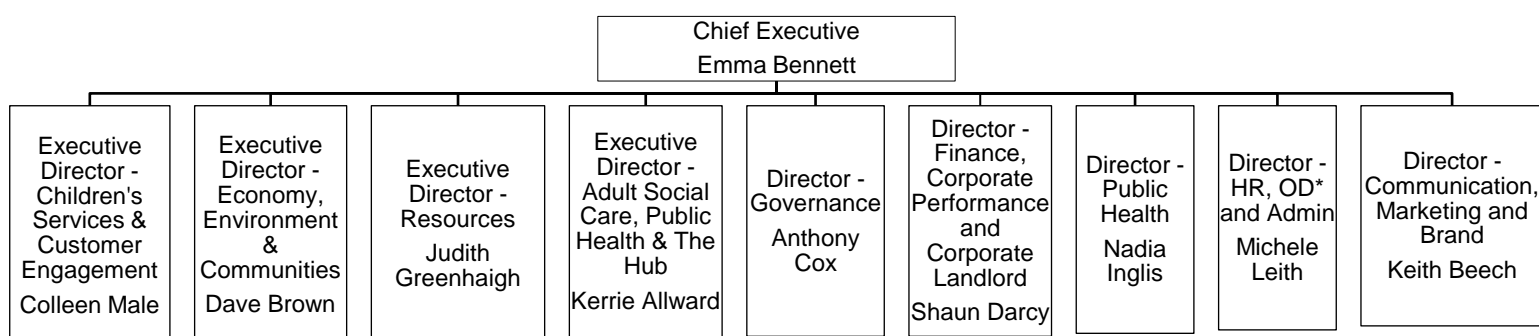 Chief Executive
Emma Bennett
Executive
Director -
Children's
Services &
Customer
Engagement
Colleen Male
Executive
Director -
Economy,
Environment
&
Communities
Dave Brown
Executive
Director -
Resources
Judith
Greenhaigh
Executive
Director -
Adult Social
Care, Public
Health & The
Hub
Kerrie Allward
Director -
Governance
Anthony
Cox
Director -
Finance,
Corporate
Performance
and
Corporate
Landlord
Shaun Darcy
Director -
Public
Health
Nadia
Inglis
Director -
HR, OD*
and Admin
Michele
Leith
Director -
Communication,
Marketing and
Brand
Keith Beech